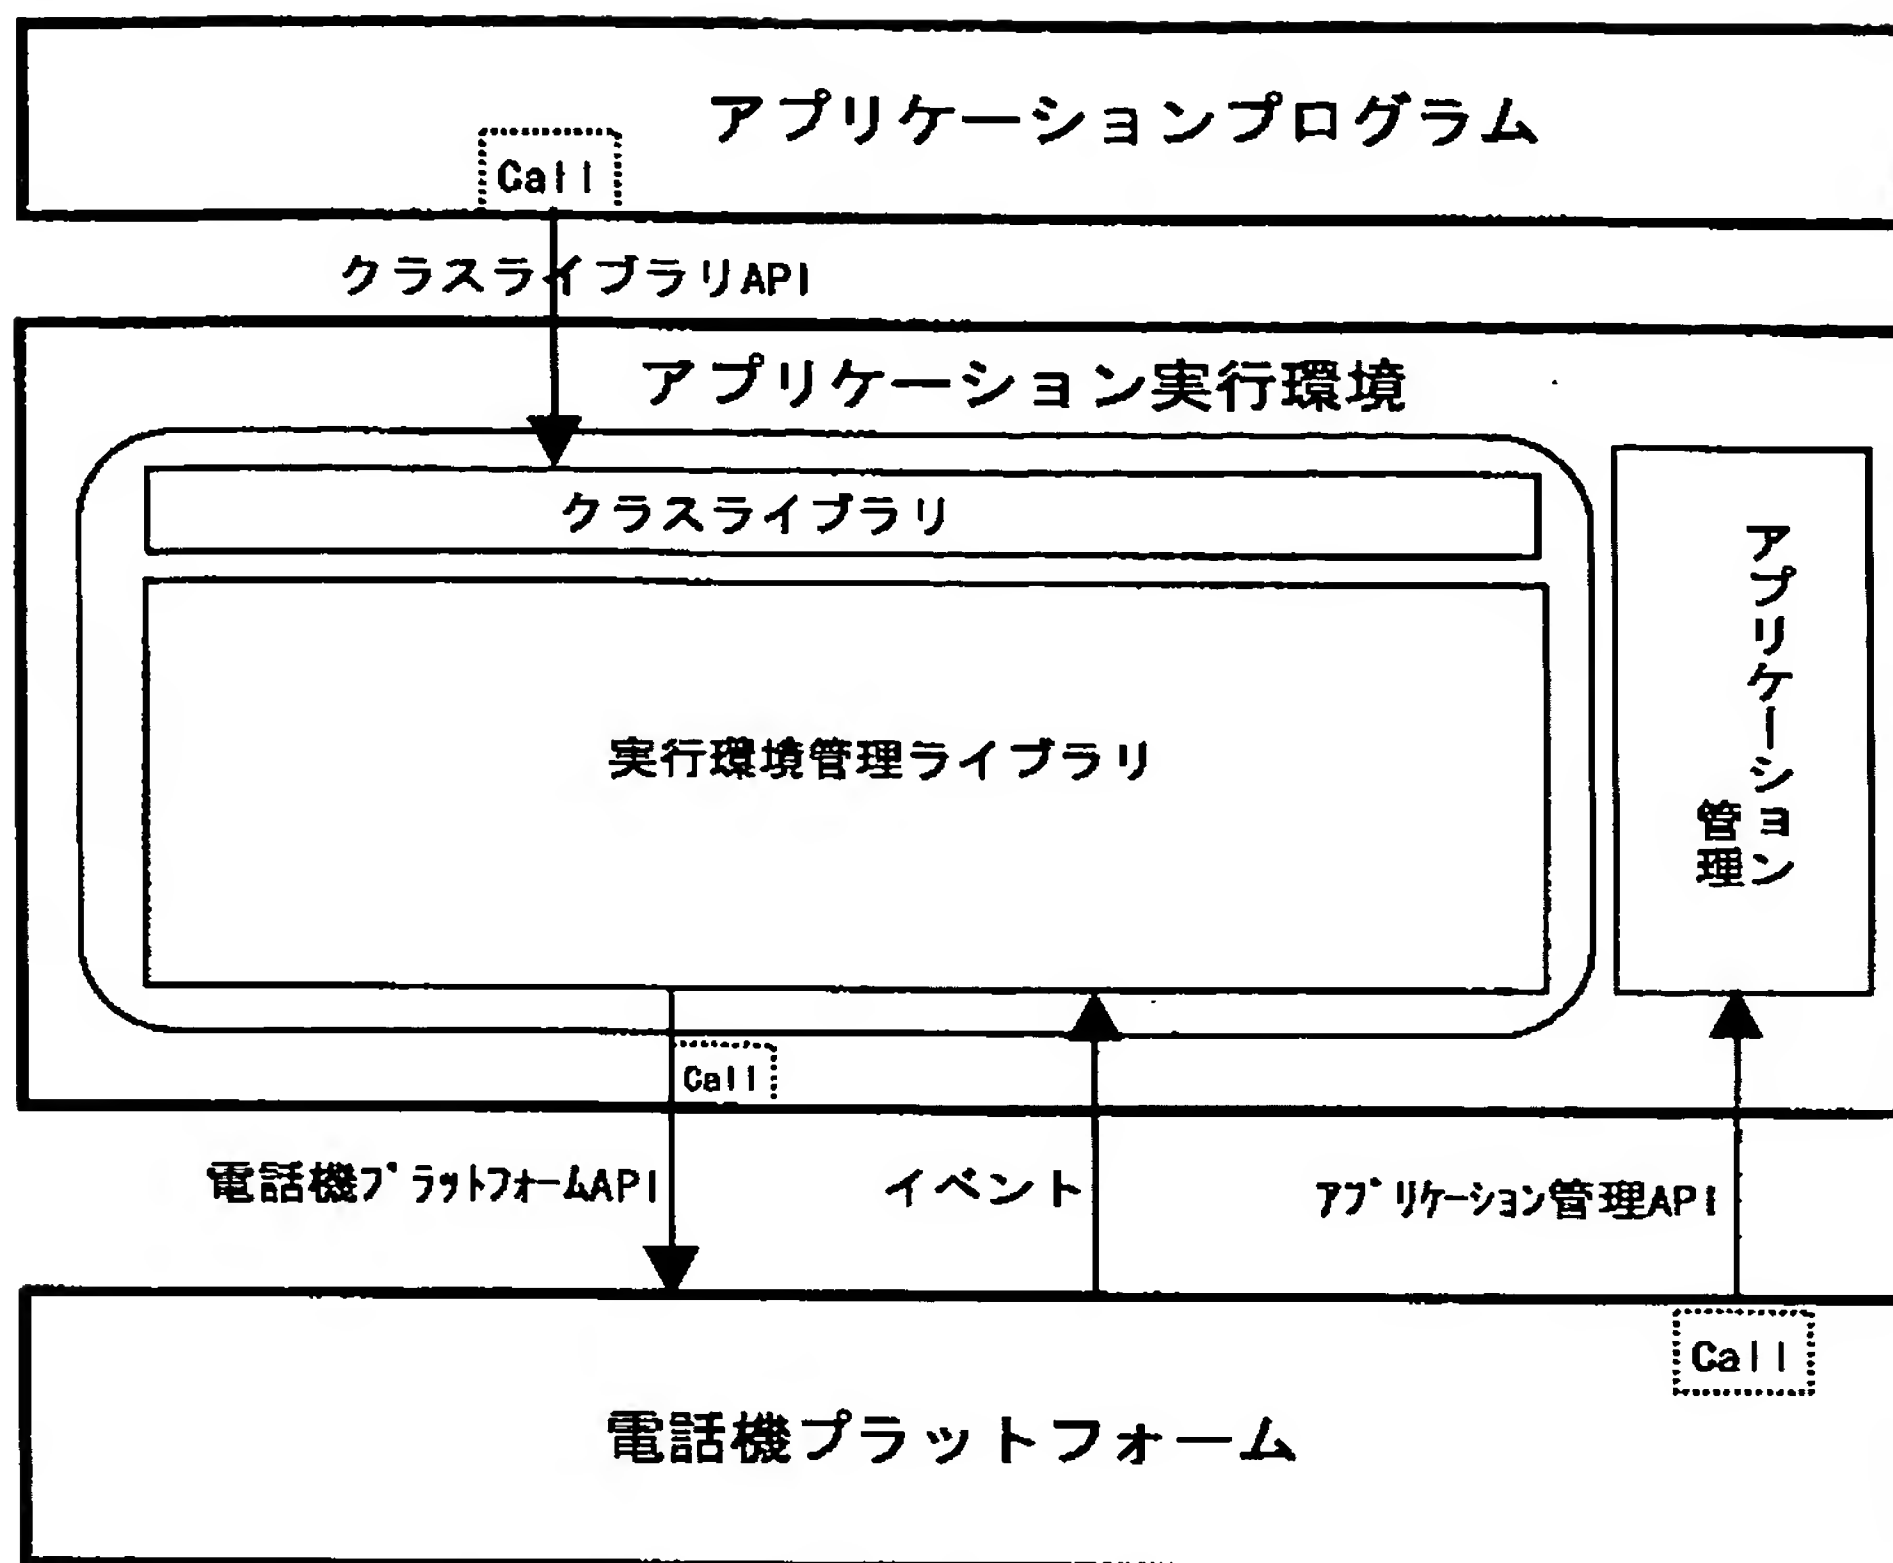 アプリケーションプログラム
Call
クラスライブラリAPI
アプリケーション実行環境
クラスライブラリ
実行環境管理ライブラリ
アプリケーション
管理
Call
電話機プラットフォームAPI
イベント
アプリケーション管理API
Call
電話機プラットフォーム